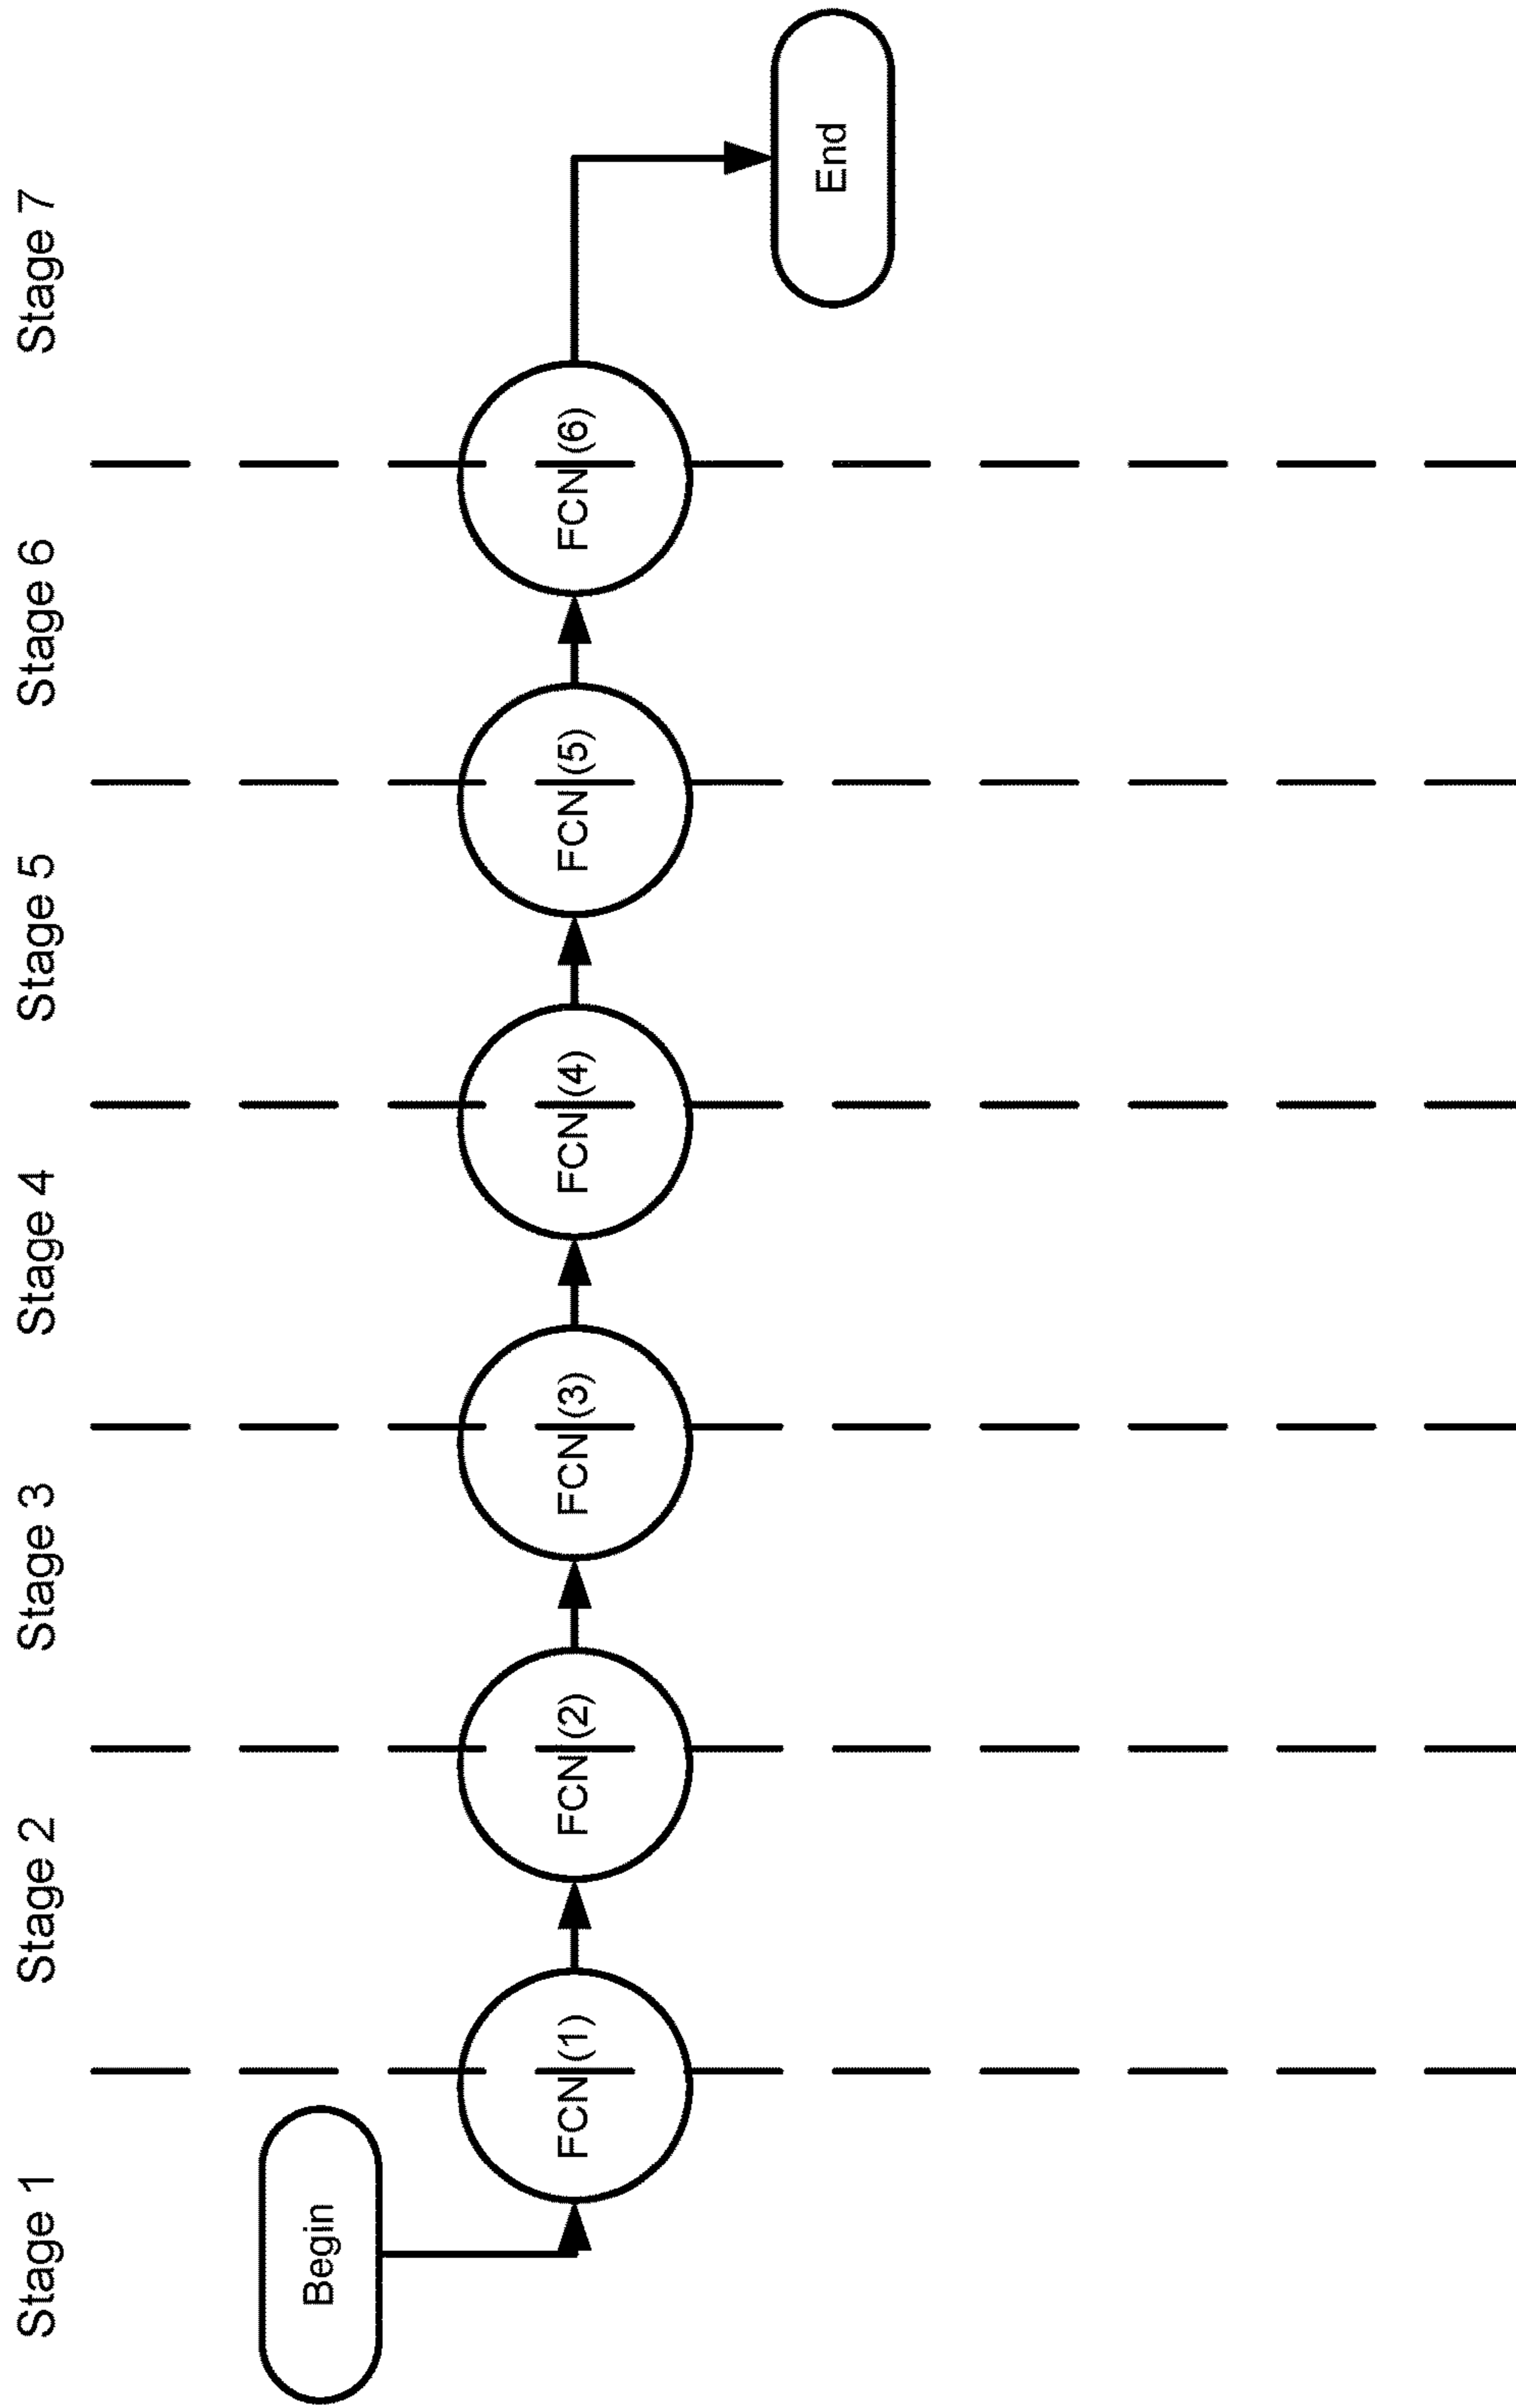 Stage 1
Stage 2
Stage 3
Stage 4
Stage 5
Stage 6
Stage 7
Begin
FCN (1)
FCN (2)
FCN (3)
FCN (4)
FCN (5)
FCN (6)
End